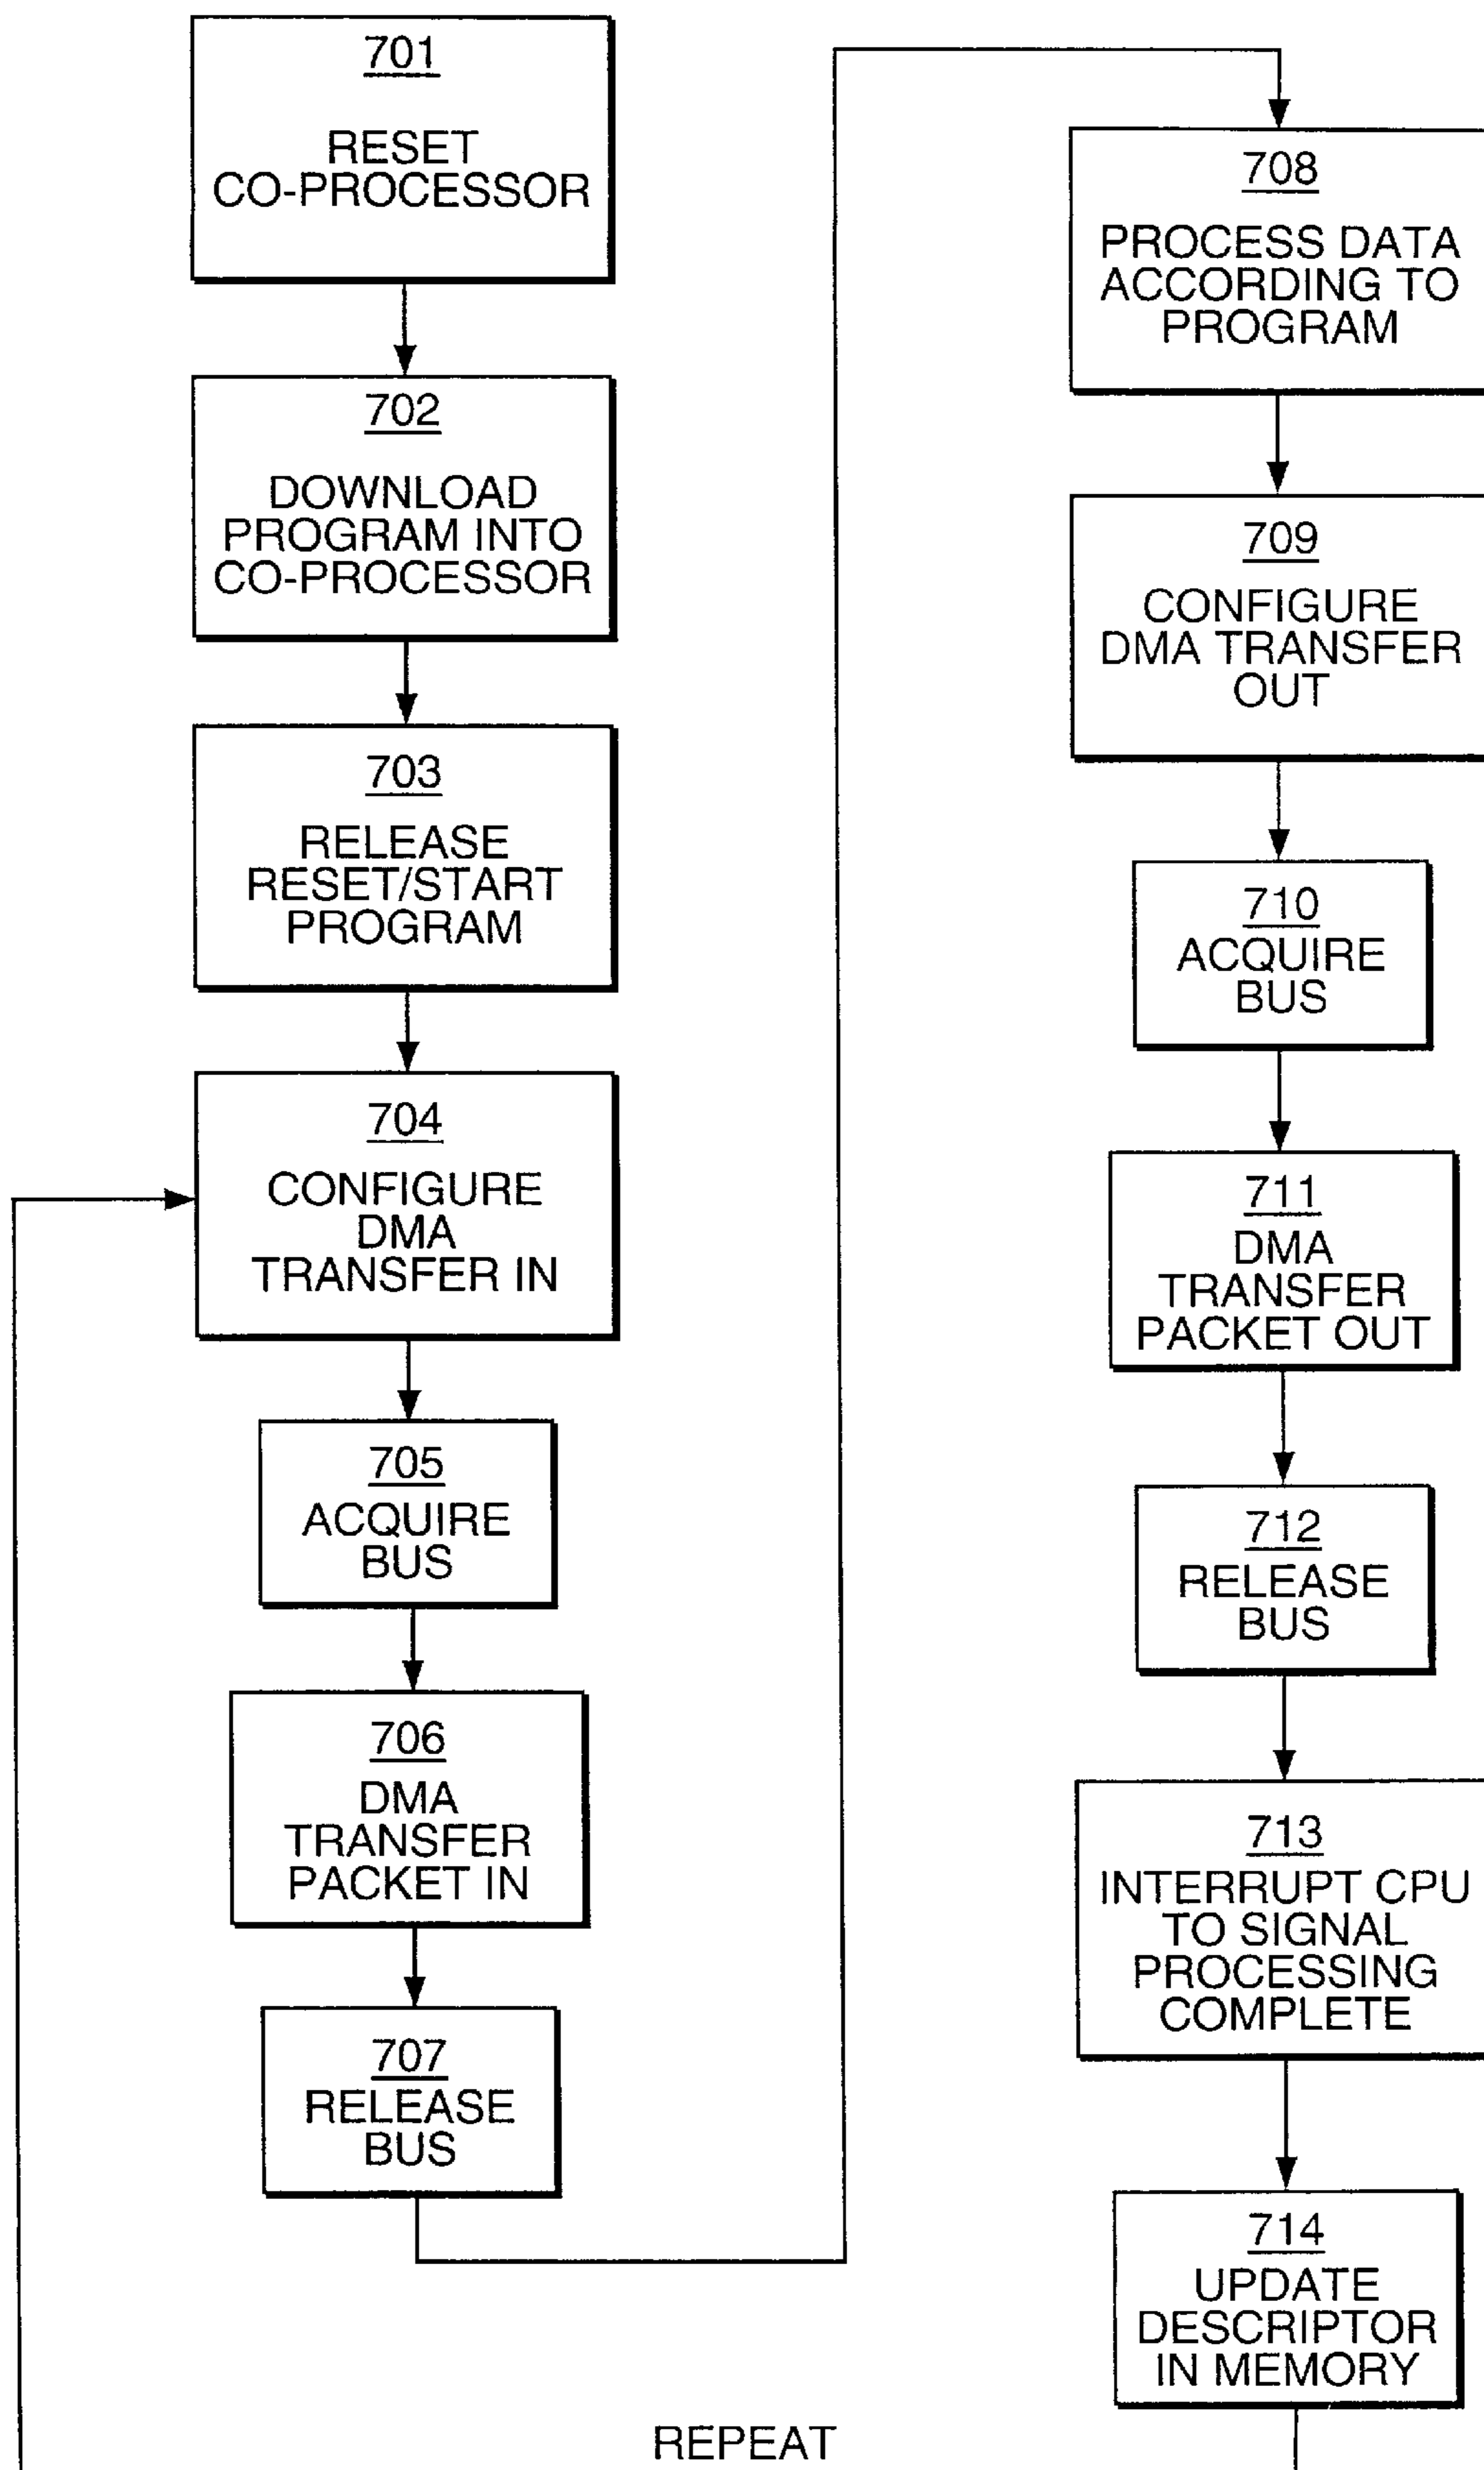 701
RESET
CO-PROCESSOR
702
DOWNLOAD
PROGRAM INTO
CO-PROCESSOR
703
RELEASE
RESET/START
PROGRAM
704
CONFIGURE
DMA
TRANSFER IN
705
ACQUIRE
BUS
706
DMA
TRANSFER
PACKET IN
707
RELEASE
BUS
708
PROCESS DATA
ACCORDING TO
PROGRAM
709
CONFIGURE
DMA TRANSFER
OUT
710
ACQUIRE
BUS
711
DMA
TRANSFER
PACKET OUT
712
RELEASE
BUS
713
INTERRUPT CPU
TO SIGNAL
PROCESSING
COMPLETE
714
UPDATE
DESCRIPTOR
IN MEMORY
REPEAT